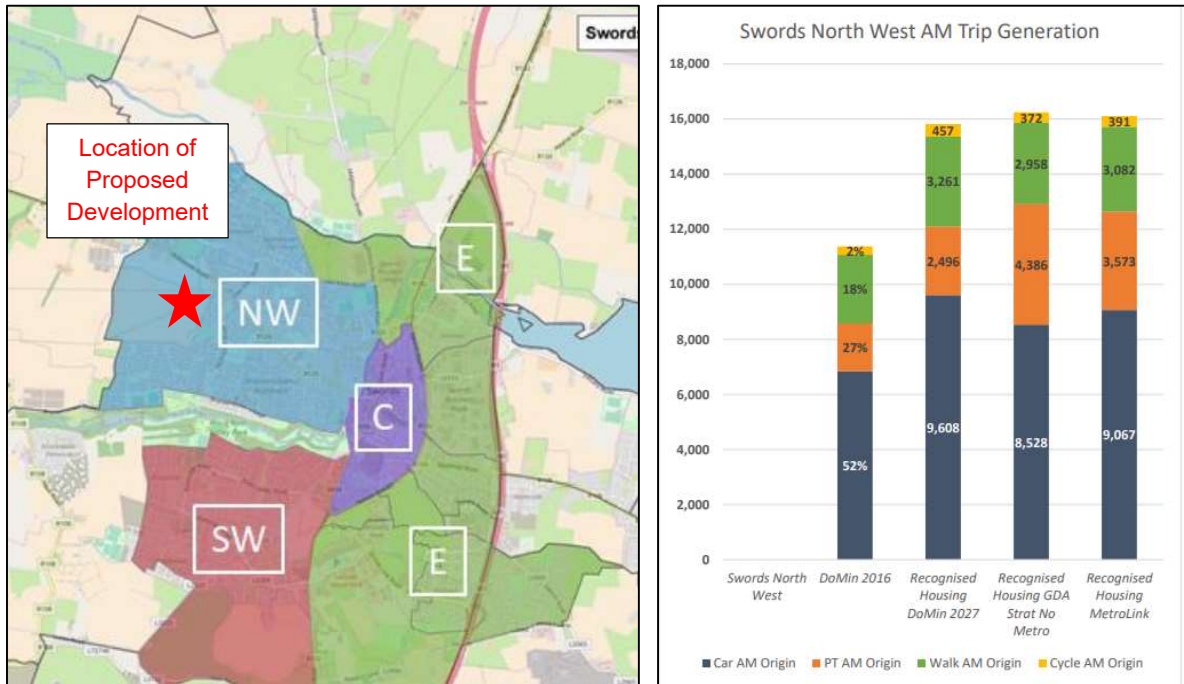 Swords
Location of
Proposed
Development
E
NW
C
SW
E
Swords North West AM Trip Generation
18,000
16,000
14,000
12,000
10,000
8,000
6,000
4,000
2,000
0
2%
18%
27%
52%
457
3,261
2,496
9,608
372
2,958
4,386
8,528
391
3,082
3,573
9,067
Swords North
West
DoMin 2016
Recognised
Housing
DoMin 2027
Recognised
Housing GDA
Strat No
Metro
Recognised
Housing
MetroLink
Car AM Origin PT AM Origin Walk AM Origin Cycle AM Origin